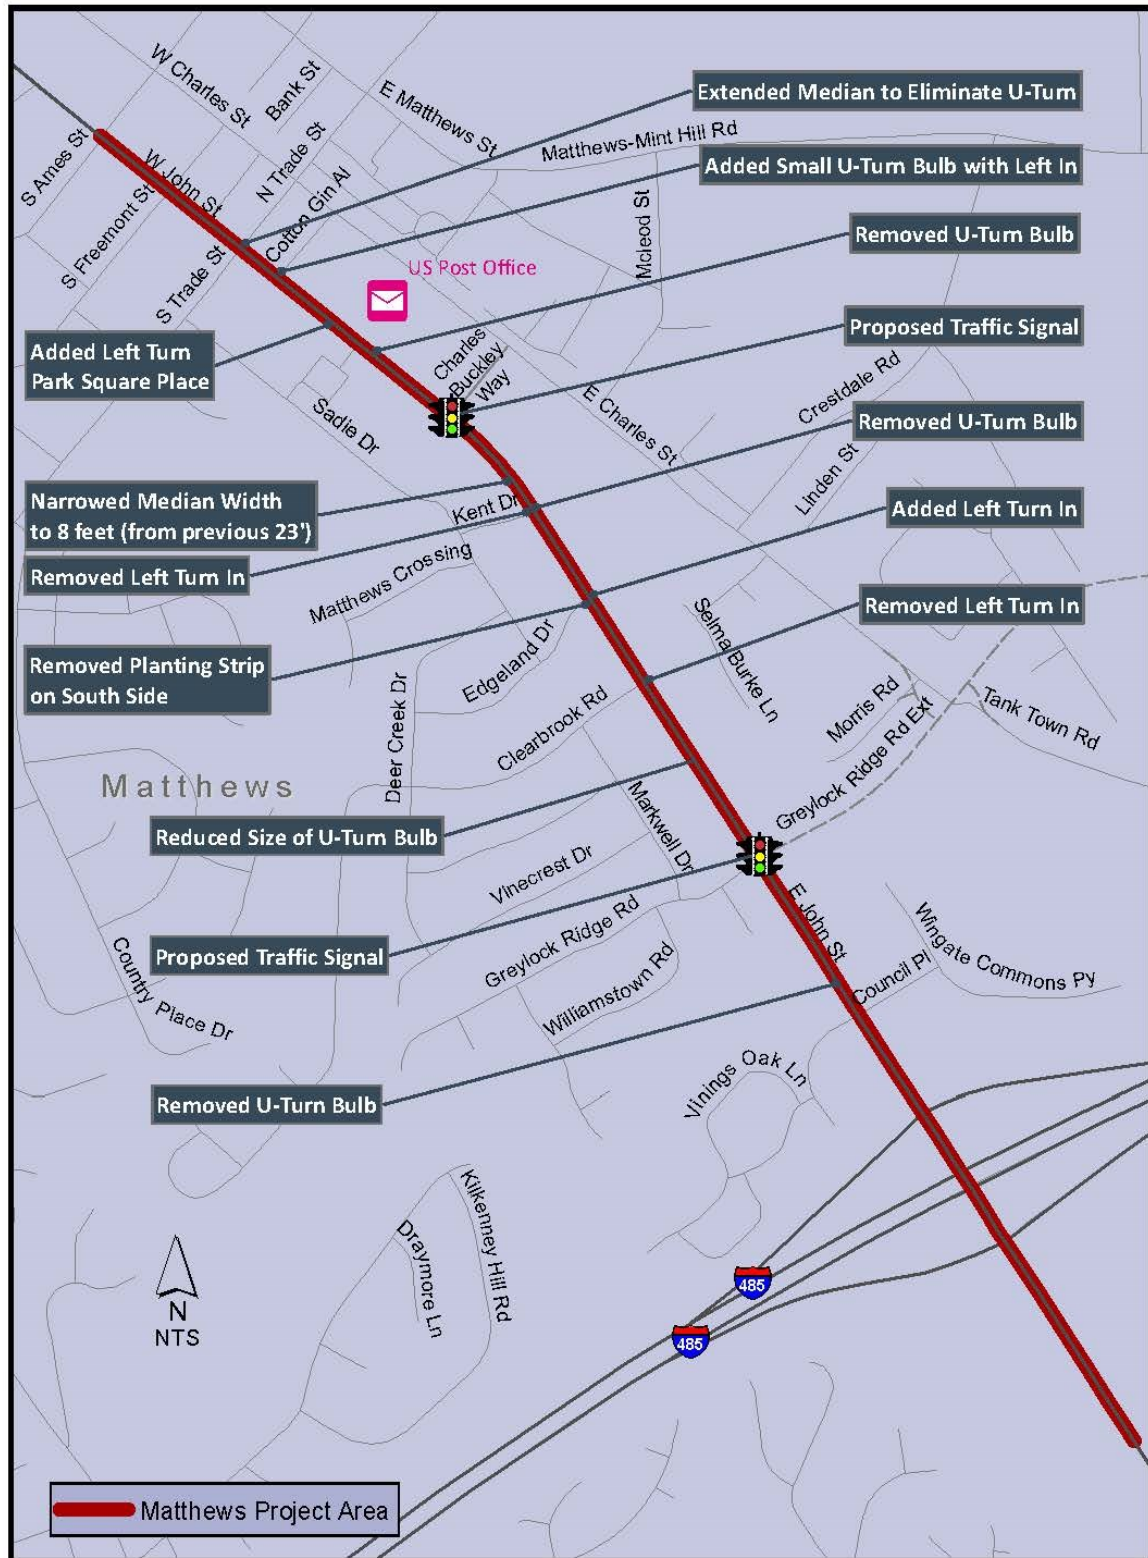 W Charles St
Bank St
E Matthews St
Extended Median to Eliminate U-Turn
Matthews-Mint Hill Rd
S Ames St
W John St
N Trade St
Added Small U-Turn Bulb with Left In
S Freemont St
Cotton Gin Al
Mcleod St
Removed U-Turn Bulb
S Trade St
US Post Office
Added Left Turn
Park Square Place
Charles
Buckley
Way
Proposed Traffic Signal
Sadie Dr
E Charles St
Crestdale Rd
Removed U-Turn Bulb
Linden St
Narrowed Median Width
to 8 feet (from previous 23')
Kent Dr
Added Left Turn In
Removed Left Turn In
Matthews Crossing
Removed Left Turn In
Removed Planting Strip
on South Side
Edgeland Dr
Selma Burke Ln
Deer Creek Dr
Clearbrook Rd
Morris Rd
Tank Town Rd
Greylock Ridge Rd Ext
Matthews
Reduced Size of U-Turn Bulb
Markwell Dr
Vinecrest Dr
E John St
Proposed Traffic Signal
Greylock Ridge Rd
Wingate Commons Py
Country Place Dr
Williamstown Rd
Council Pl
Removed U-Turn Bulb
Vinings Oak Ln
Kilkenney Hill Rd
Draymore Ln
N
NTS
485
485
Matthews Project Area